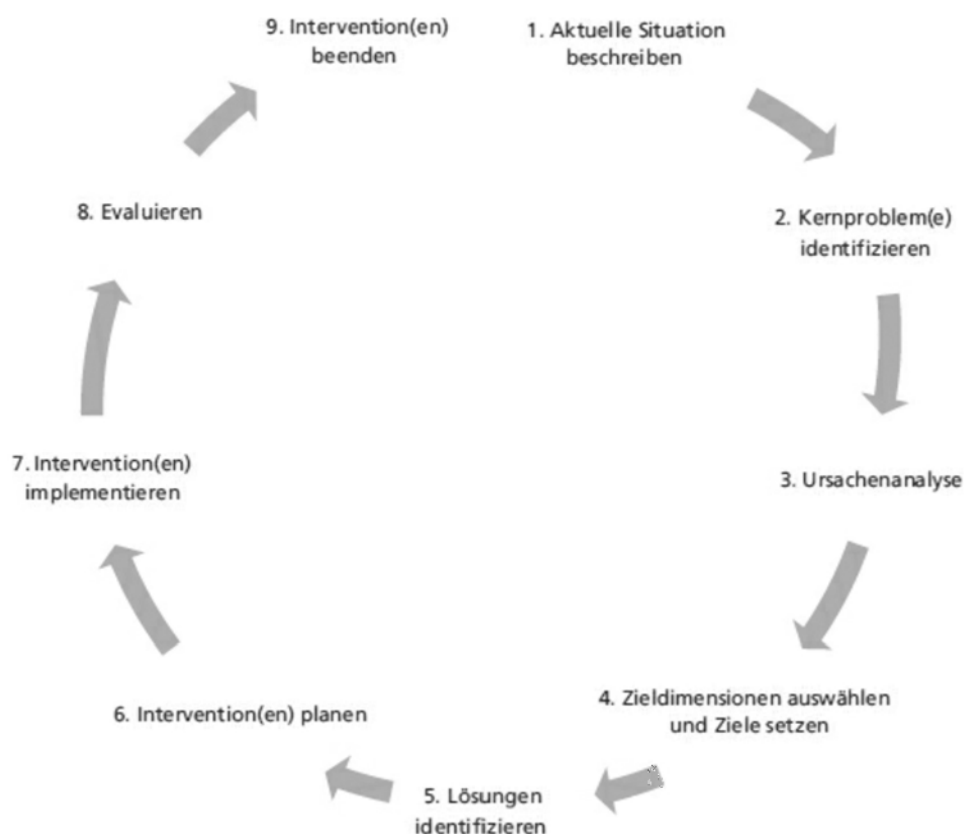 1. Aktuelle Situation
beschreiben
2. Kernproblem(e)
identifizieren
3. Ursachenanalyse
4. Zieldimensionen auswählen
und Ziele setzen
5. Lösungen
identifizieren
6. Intervention(en) planen
7. Intervention(en)
implementieren
8. Evaluieren
9. Intervention(en)
beenden